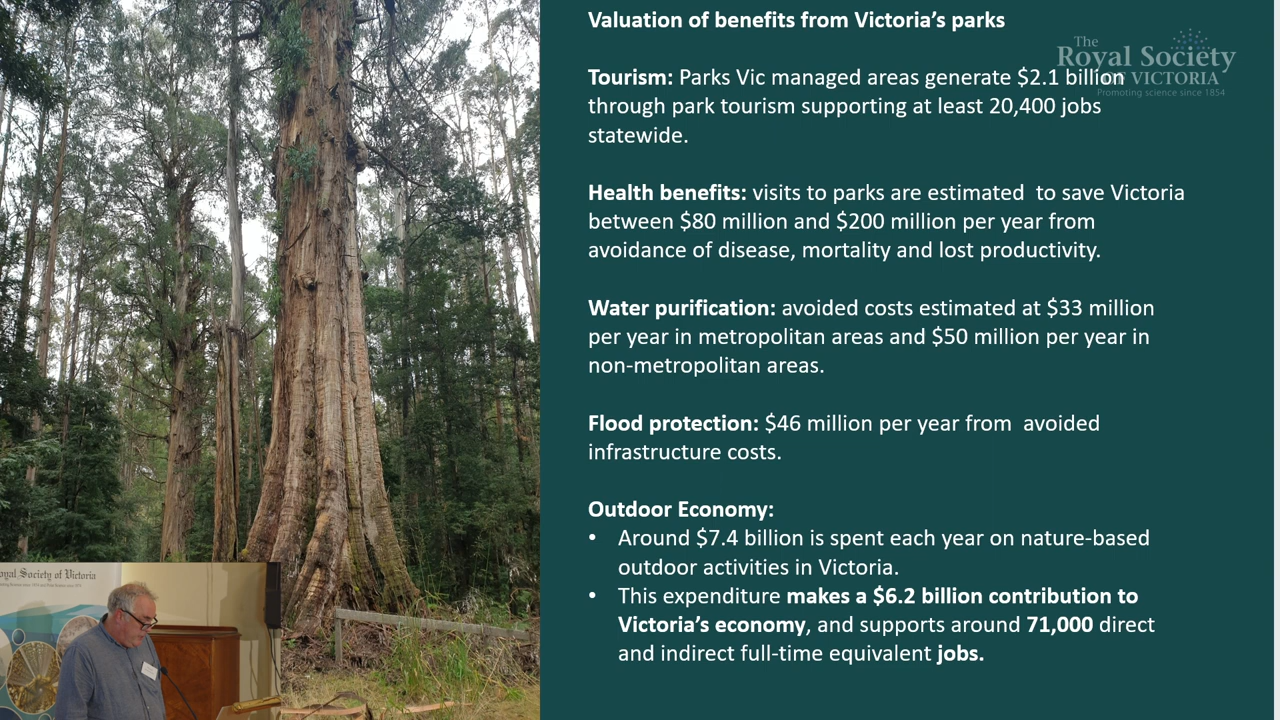 Valuation of benefits from Victoria's parks
The
Royal Society
OF VICTORIA
Promoting science since 1854
Tourism: Parks Vic managed areas generate $2.1 billion
through park tourism supporting at least 20,400 jobs
statewide.
Health benefits: visits to parks are estimated  to save Victoria
between $80 million and $200 million per year from
avoidance of disease, mortality and lost productivity.
Water purification: avoided costs estimated at $33 million
per year in metropolitan areas and $50 million per year in
non-metropolitan areas.
Flood protection: $46 million per year from  avoided
infrastructure costs.
Outdoor Economy:
• Around $7.4 billion is spent each year on nature-based
outdoor activities in Victoria.
• This expenditure makes a $6.2 billion contribution to
Victoria's economy, and supports around 71,000 direct
and indirect full-time equivalent jobs.
Society of Victoria